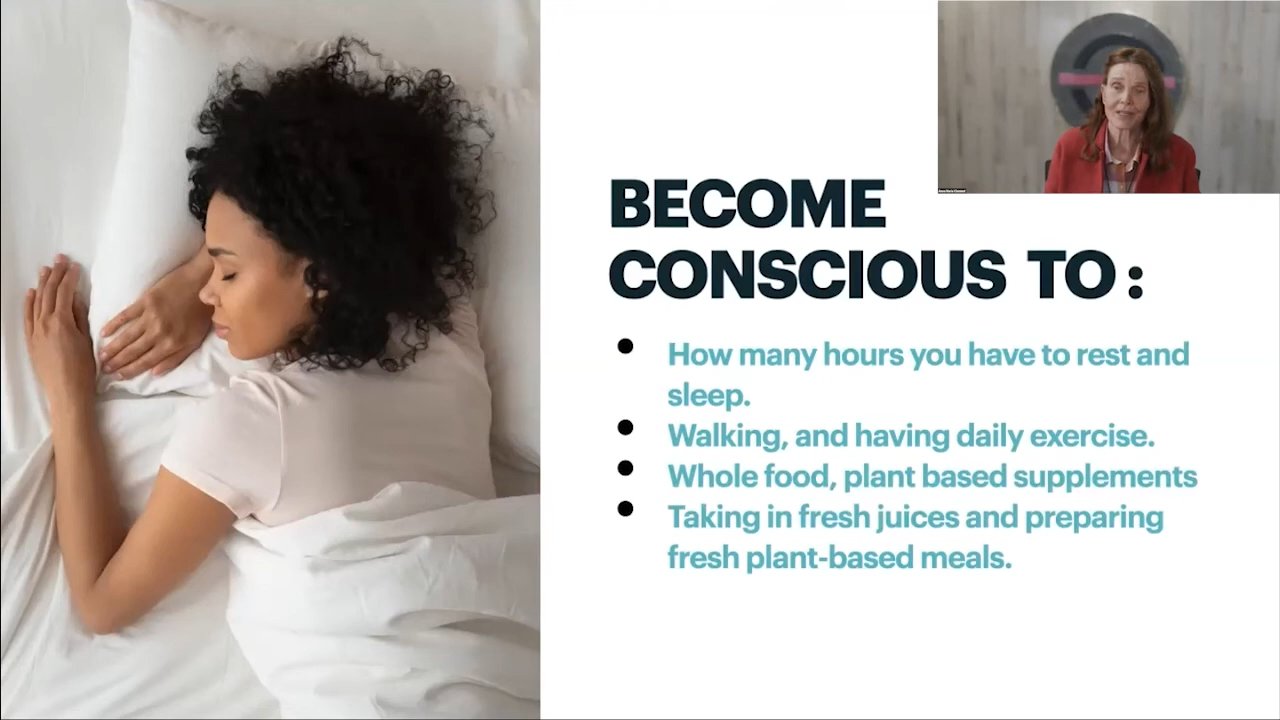 BECOME
CONSCIOUS TO :
• How many hours you have to rest and
sleep.
• Walking, and having daily exercise.
• Whole food, plant based supplements
• Taking in fresh juices and preparing
fresh plant-based meals.